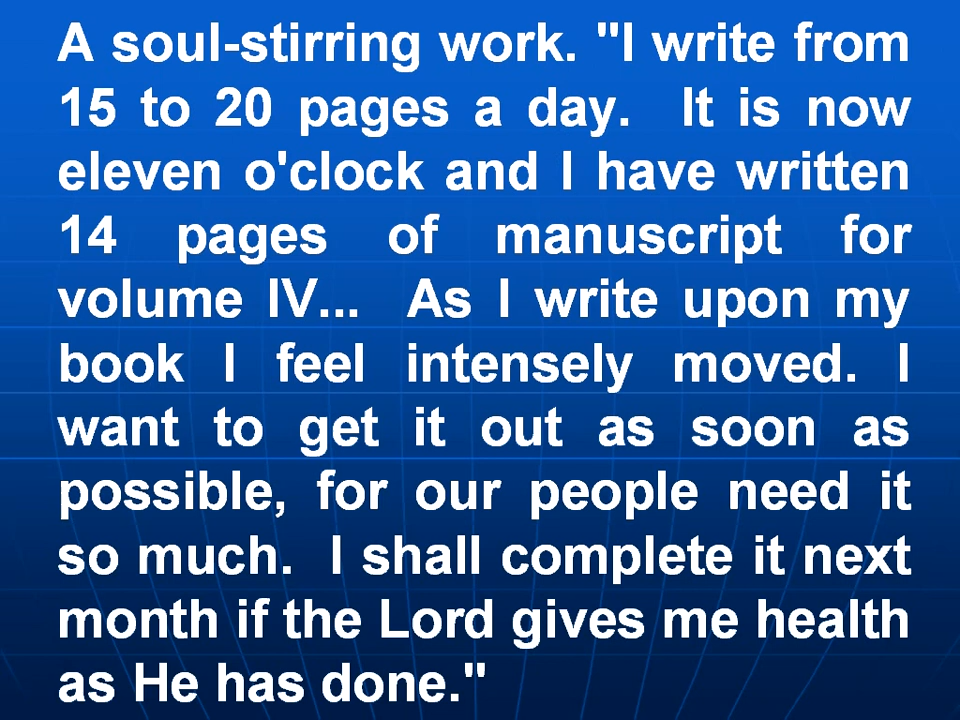 A soul-stirring work. "I write from
15 to 20 pages a day. It is now
eleven o'clock and I have written
14 pages of manuscript for
volume IV... As I write upon my
book I feel intensely moved. I
want to get it out as soon as
possible, for our people need it
so much. I shall complete it next
month if the Lord gives me health
as He has done."